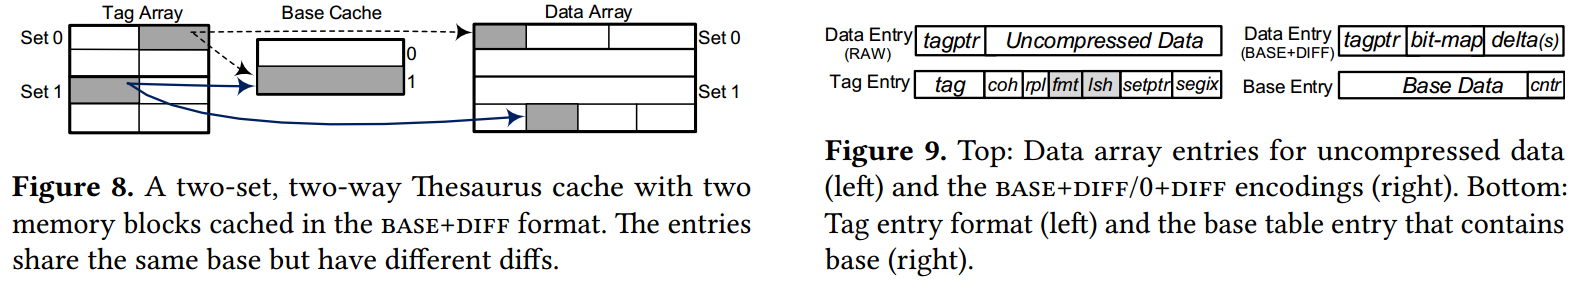 Tag Array Base Cache Data Array
Set 0 0 Set 0
Set 1 1 Set 1
Figure 8. A two-set, two-way Thesaurus cache with two
memory blocks cached in the BASE+DIFF format. The entries
share the same base but have different diffs.
Data Entry (RAW) tagptr Uncompressed Data
Tag Entry tag coh rpl fmt lsh setptr segix
Data Entry (BASE+DIFF) tagptr bit-map delta(s)
Base Entry Base Data cntr
Figure 9. Top: Data array entries for uncompressed data
(left) and the BASE+DIFF/0+DIFF encodings (right). Bottom:
Tag entry format (left) and the base table entry that contains
base (right).